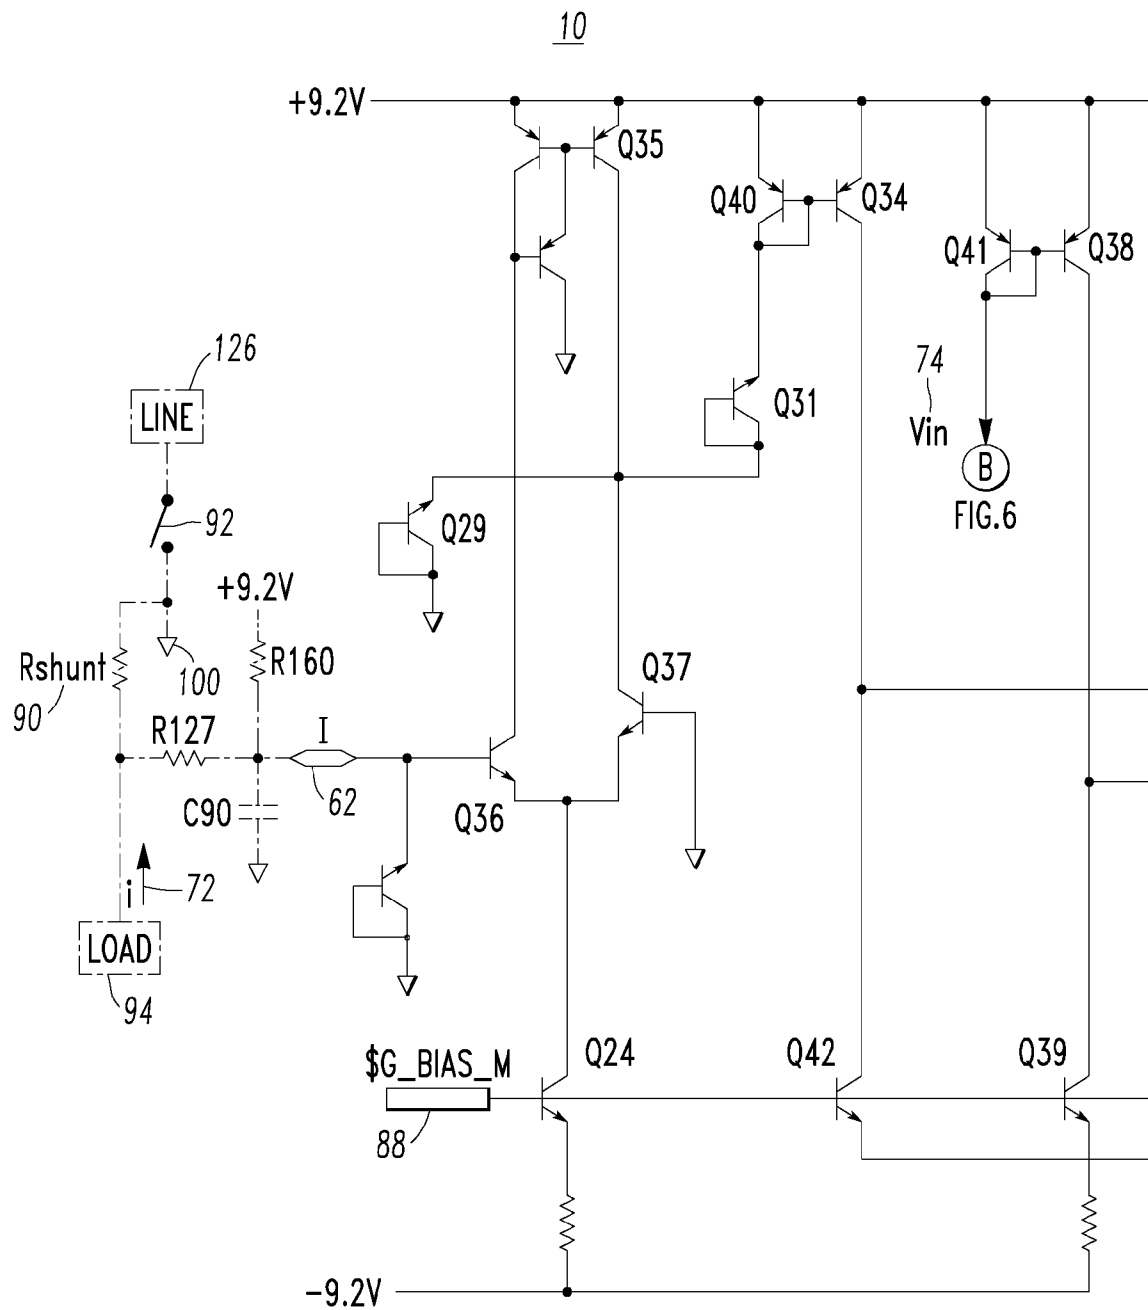 10
+9.2V
Q35
Q40
Q34
Q41
Q38
126
LINE
74
Vin
Q31
B
FIG.6
92
Q29
+9.2V
Rshunt
90
100
R160
Q37
R127
I
62
C90
Q36
i
72
LOAD
94
$G_BIAS_M
88
Q24
Q42
Q39
-9.2V